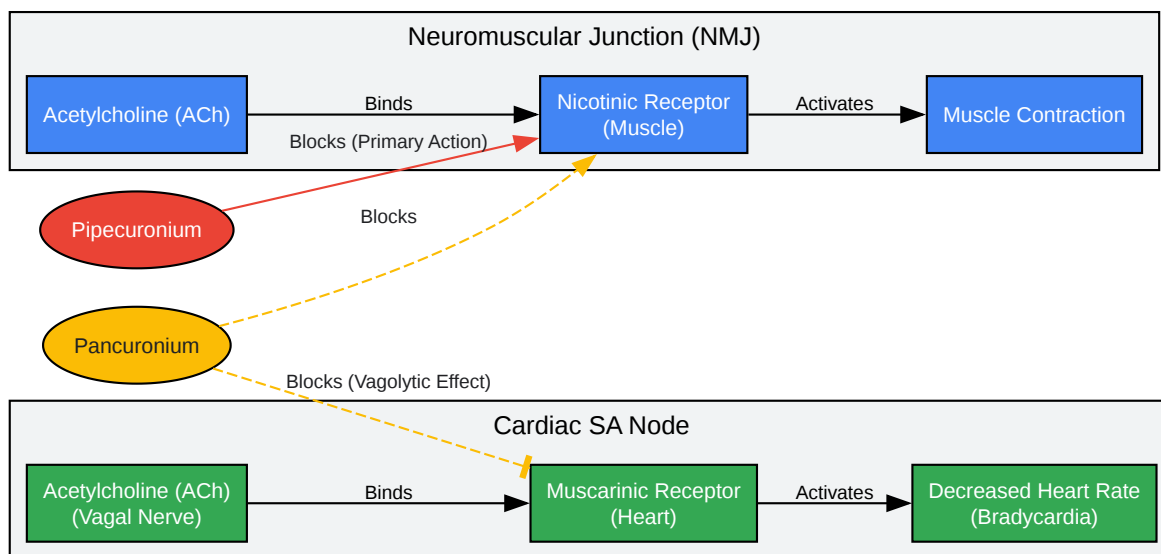 Neuromuscular Junction (NMJ)
Acetylcholine (ACh)
Binds
Nicotinic Receptor
(Muscle)
Activates
Muscle Contraction
Blocks (Primary Action)
Pipecuronium
Blocks
Pancuronium
Blocks (Vagolytic Effect)
Cardiac SA Node
Acetylcholine (ACh)
(Vagal Nerve)
Binds
Muscarinic Receptor
(Heart)
Activates
Decreased Heart Rate
(Bradycardia)